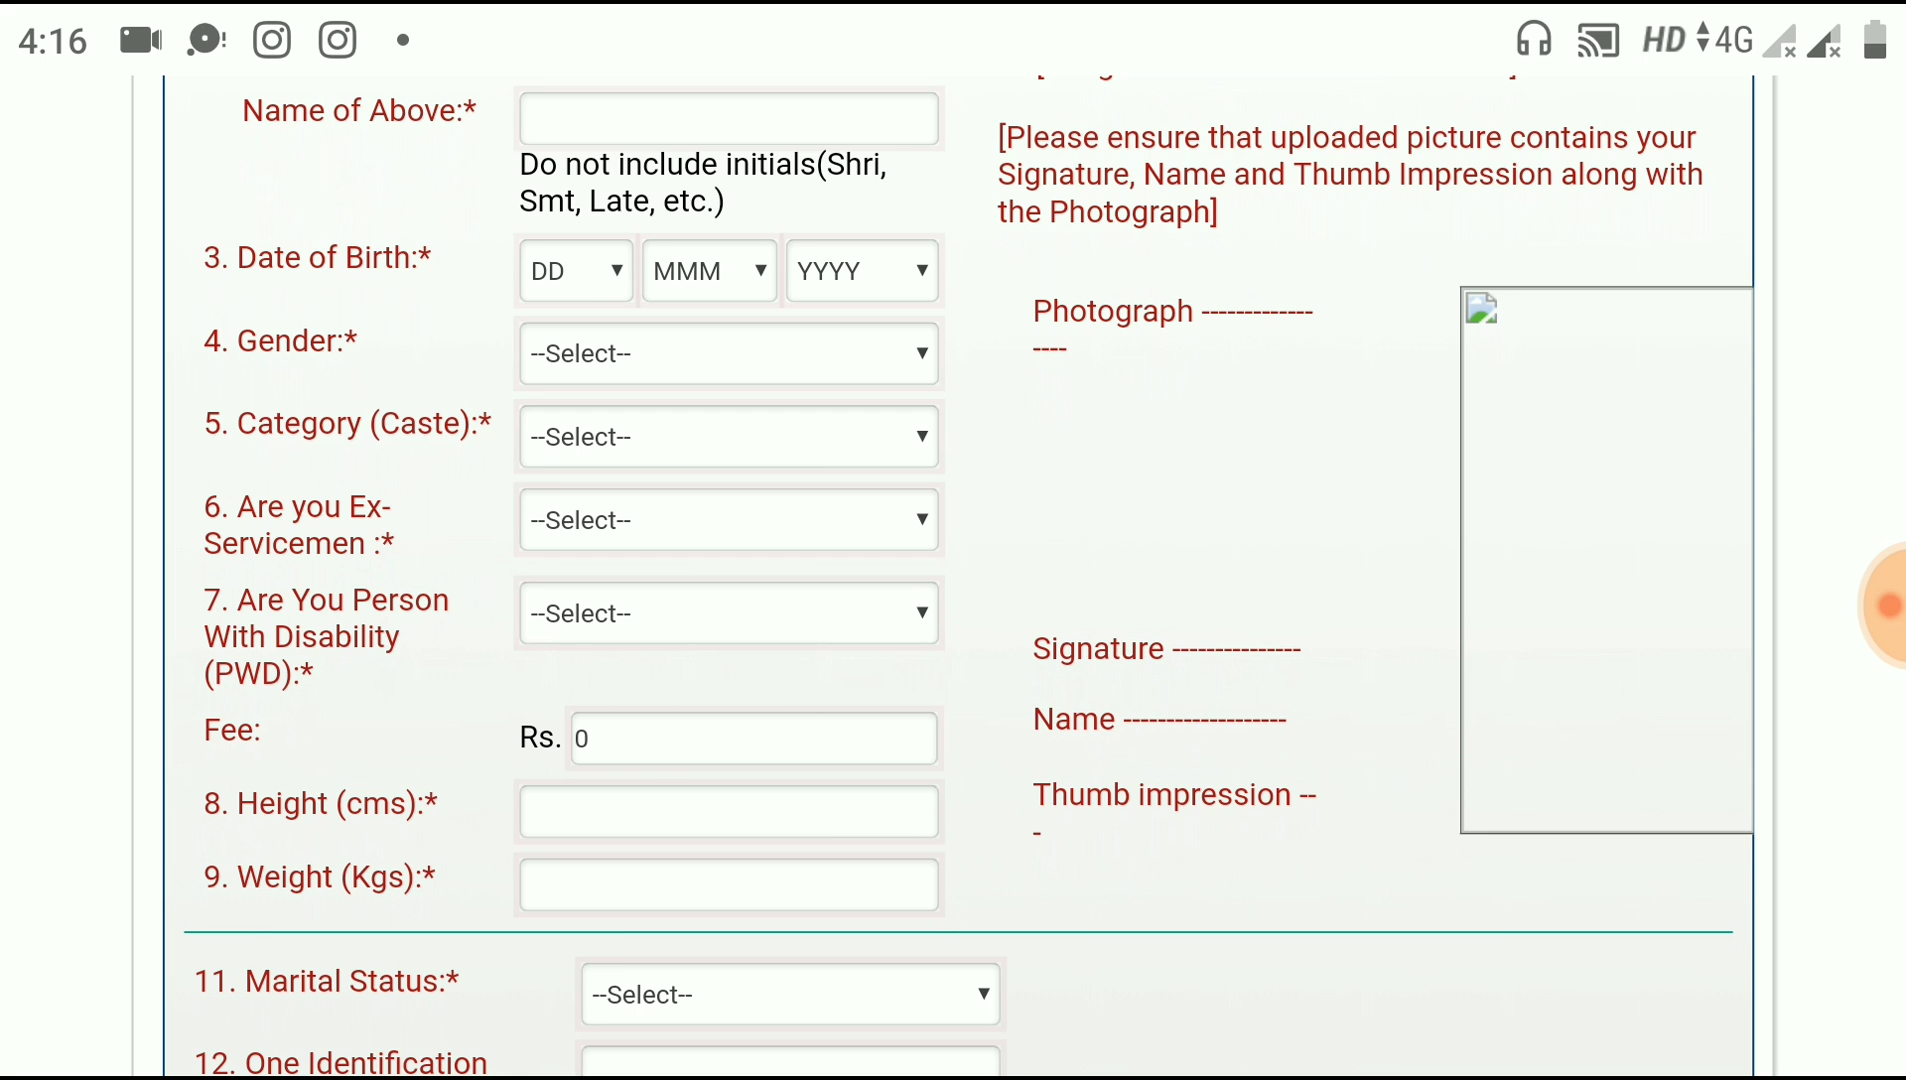 4:16
HD 4G
Name of Above:*
Do not include initials(Shri,
Smt, Late, etc.)
3. Date of Birth:*
DD
MMM
YYYY
4. Gender:*
--Select--
5. Category (Caste):*
--Select--
6. Are you Ex-
Servicemen :*
--Select--
7. Are You Person
With Disability
(PWD):*
--Select--
Fee:
Rs. 0
8. Height (cms):*
9. Weight (Kgs):*
[Please ensure that uploaded picture contains your
Signature, Name and Thumb Impression along with
the Photograph]
Photograph -------------
----
Signature ---------------
Name -------------------
Thumb impression --
-
11. Marital Status:*
--Select--
12. One Identification